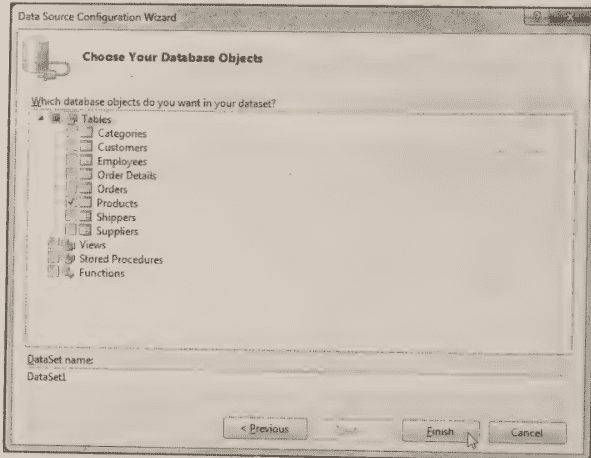 Data Source Configuration Wizard
Choose Your Database Objects
Which database objects do you want in your dataset?
Tables
Categories
Customers
Employees
Order Details
Orders
Products
Shippers
Suppliers
Views
Stored Procedures
Functions
DataSet name:
DataSet1
< Previous
Finish
Cancel